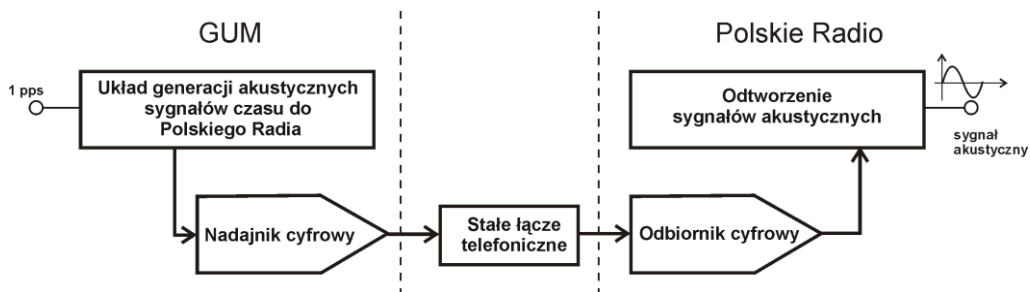 GUM
Polskie Radio
1 pps
Układ generacji akustycznych
sygnałów czasu do
Polskiego Radia
Odtworzenie
sygnałów akustycznych
sygnał
akustyczny
Nadajnik cyfrowy
Stałe łącze
telefoniczne
Odbiornik cyfrowy